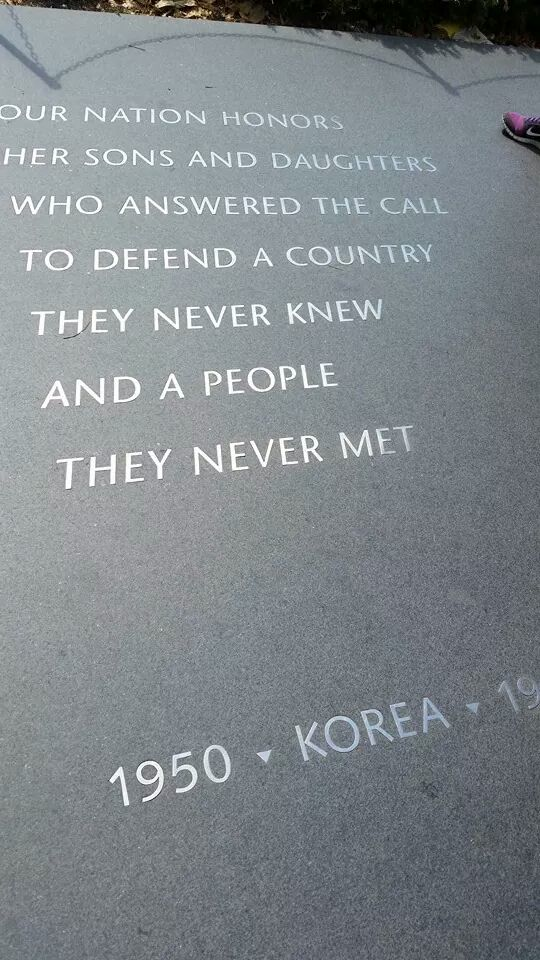 OUR NATION HONORS
HER SONS AND DAUGHTERS
WHO ANSWERED THE CALL
TO DEFEND A COUNTRY
THEY NEVER KNEW
AND A PEOPLE
THEY NEVER MET
1950 ▾ KOREA ▾ 19